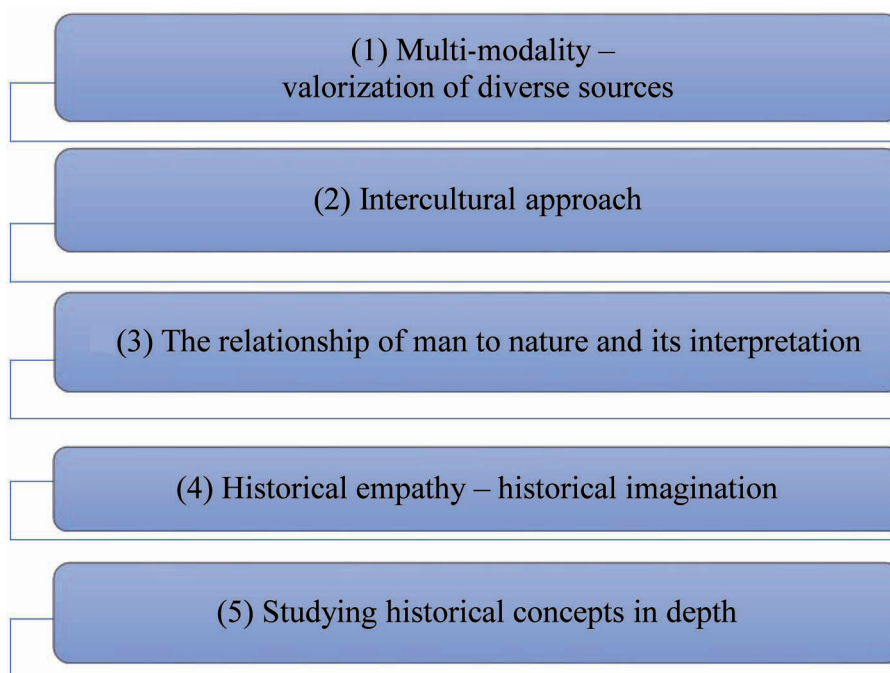 (1) Multi-modality –
valorization of diverse sources
(2) Intercultural approach
(3) The relationship of man to nature and its interpretation
(4) Historical empathy – historical imagination
(5) Studying historical concepts in depth